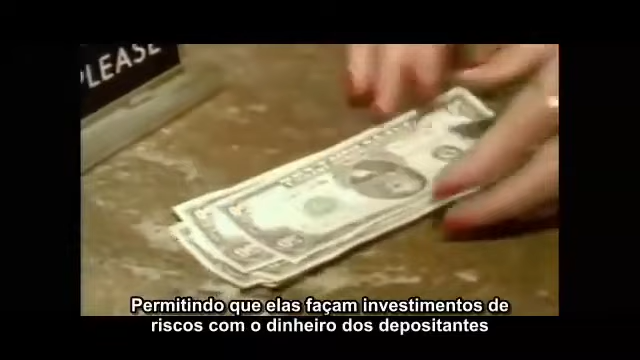 PLEASE
Permitindo que elas façam investimentos de
riscos com o dinheiro dos depositantes